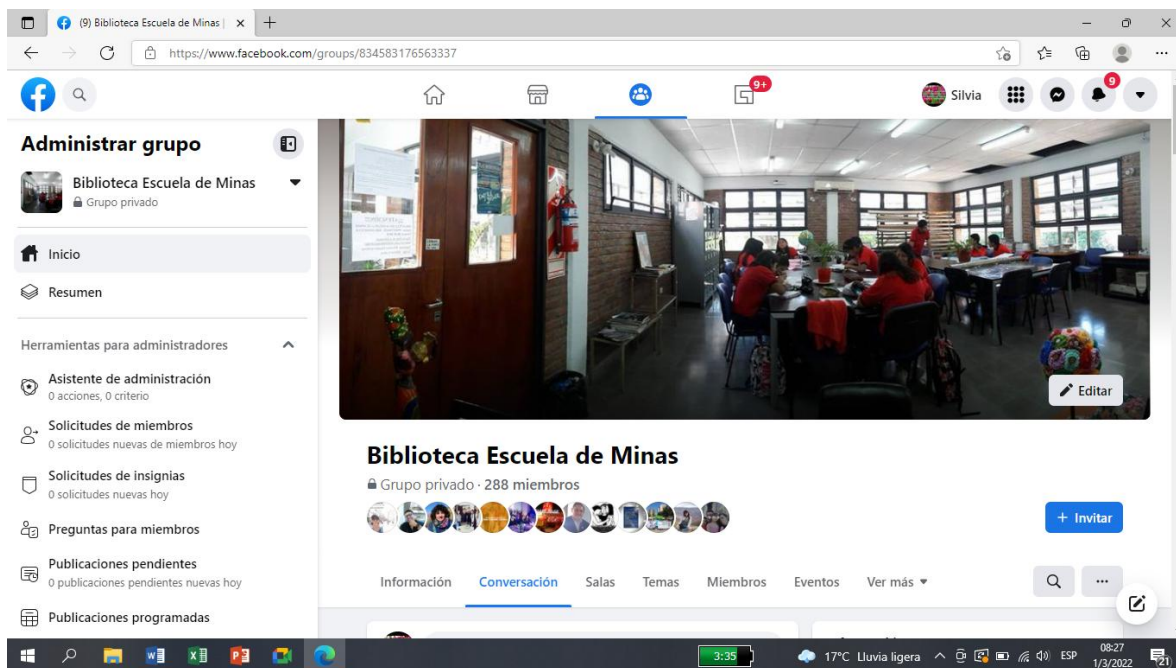 (9) Biblioteca Escuela de Minas |
https://www.facebook.com/groups/834583176563337
9+
Silvia
9
Administrar grupo
Biblioteca Escuela de Minas
Grupo privado
Inicio
Resumen
Herramientas para administradores
Asistente de administración
0 acciones, 0 criterio
Solicitudes de miembros
0 solicitudes nuevas de miembros hoy
Solicitudes de insignias
0 solicitudes nuevas hoy
Preguntas para miembros
Publicaciones pendientes
0 publicaciones pendientes nuevas hoy
Publicaciones programadas
Editar
Biblioteca Escuela de Minas
Grupo privado · 288 miembros
+ Invitar
Información Conversación Salas Temas Miembros Eventos Ver más
3:35
17°C Lluvia ligera
ESP
08:27
1/3/2022